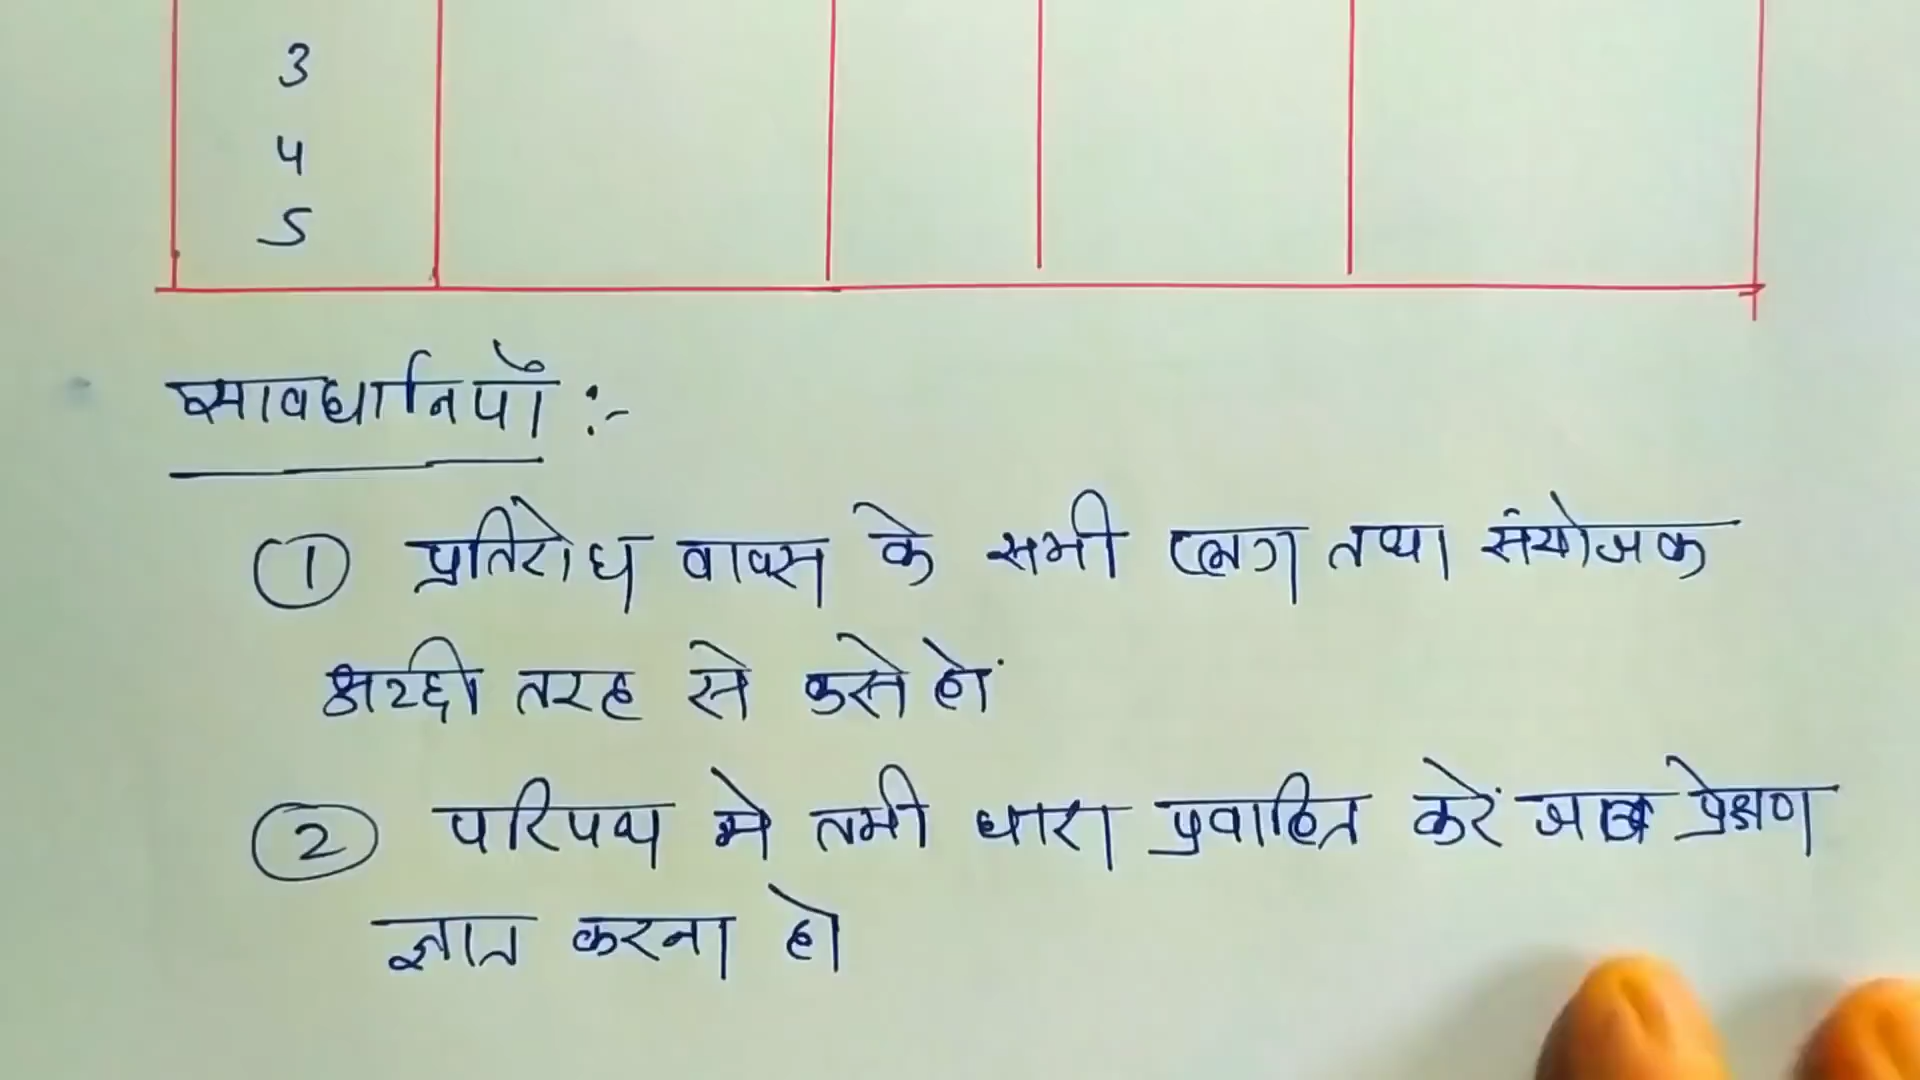 3
4
5
सावधानियाँ :-
① प्रतिरोध वाक्स के सभी प्लग तथा संयोजक
अच्छी तरह से कसे हों
② परिपथ मे तभी धारा प्रवाहित करें जब प्रेक्षण
ज्ञात करना हो